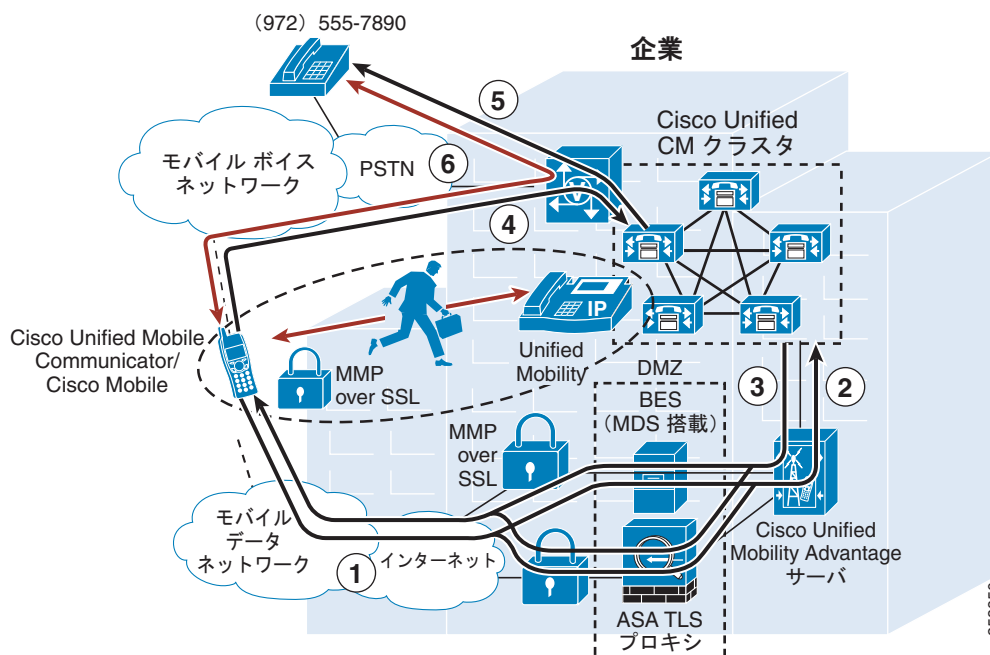 (972) 555-7890
企業
5
Cisco Unified
CM クラスタ
モバイル ボイス
ネットワーク
PSTN
6
V
4
IP
Cisco Unified Mobile
Communicator/
Cisco Mobile
MMP
over SSL
Unified
Mobility
DMZ
BES
(MDS 搭載)
3
2
MMP
over
SSL
モバイル
データ
ネットワーク
1
インターネット
Cisco Unified
Mobility Advantage
サーバ
ASA TLS
プロキシ